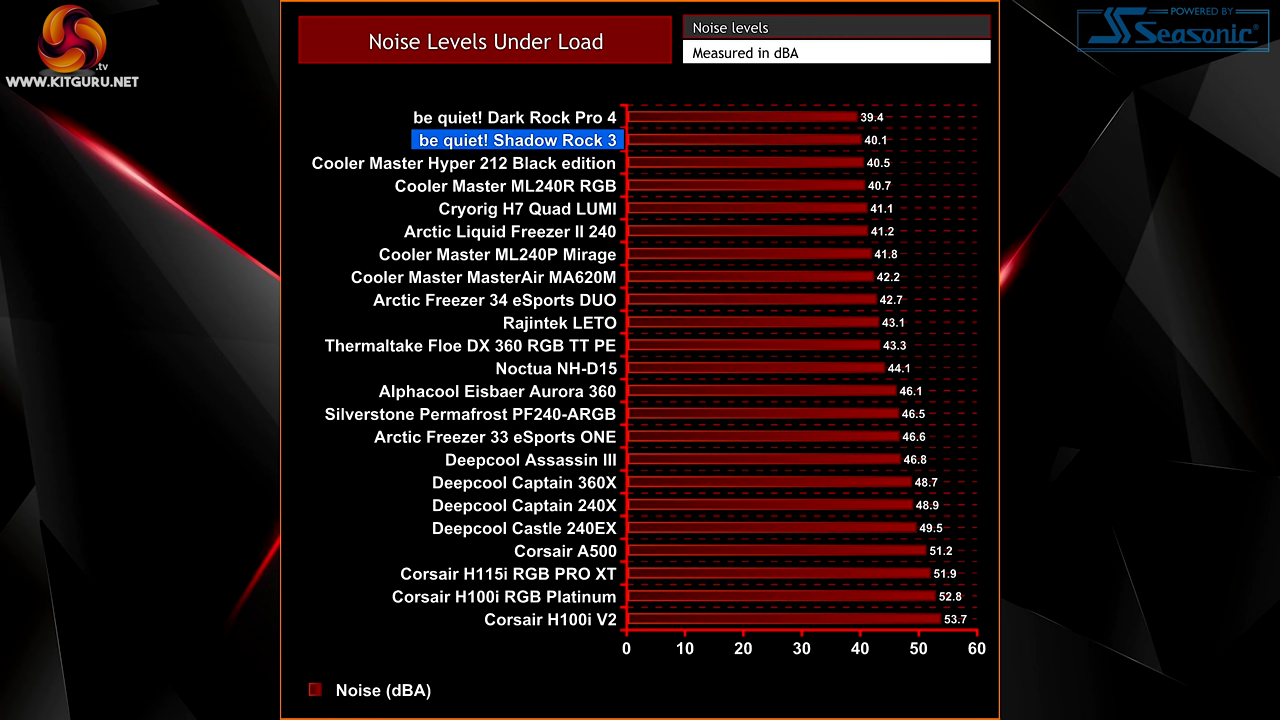 .tv
WWW.KITGURU.NET
Noise Levels Under Load
Noise levels
Measured in dBA
POWERED BY
Seasonic®
be quiet! Dark Rock Pro 4 39.4
be quiet! Shadow Rock 3 40.1
Cooler Master Hyper 212 Black edition 40.5
Cooler Master ML240R RGB 40.7
Cryorig H7 Quad LUMI 41.1
Arctic Liquid Freezer II 240 41.2
Cooler Master ML240P Mirage 41.8
Cooler Master MasterAir MA620M 42.2
Arctic Freezer 34 eSports DUO 42.7
Rajintek LETO 43.1
Thermaltake Floe DX 360 RGB TT PE 43.3
Noctua NH-D15 44.1
Alphacool Eisbaer Aurora 360 46.1
Silverstone Permafrost PF240-ARGB 46.5
Arctic Freezer 33 eSports ONE 46.6
Deepcool Assassin III 46.8
Deepcool Captain 360X 48.7
Deepcool Captain 240X 48.9
Deepcool Castle 240EX 49.5
Corsair A500 51.2
Corsair H115i RGB PRO XT 51.9
Corsair H100i RGB Platinum 52.8
Corsair H100i V2 53.7
0 10 20 30 40 50 60
Noise (dBA)